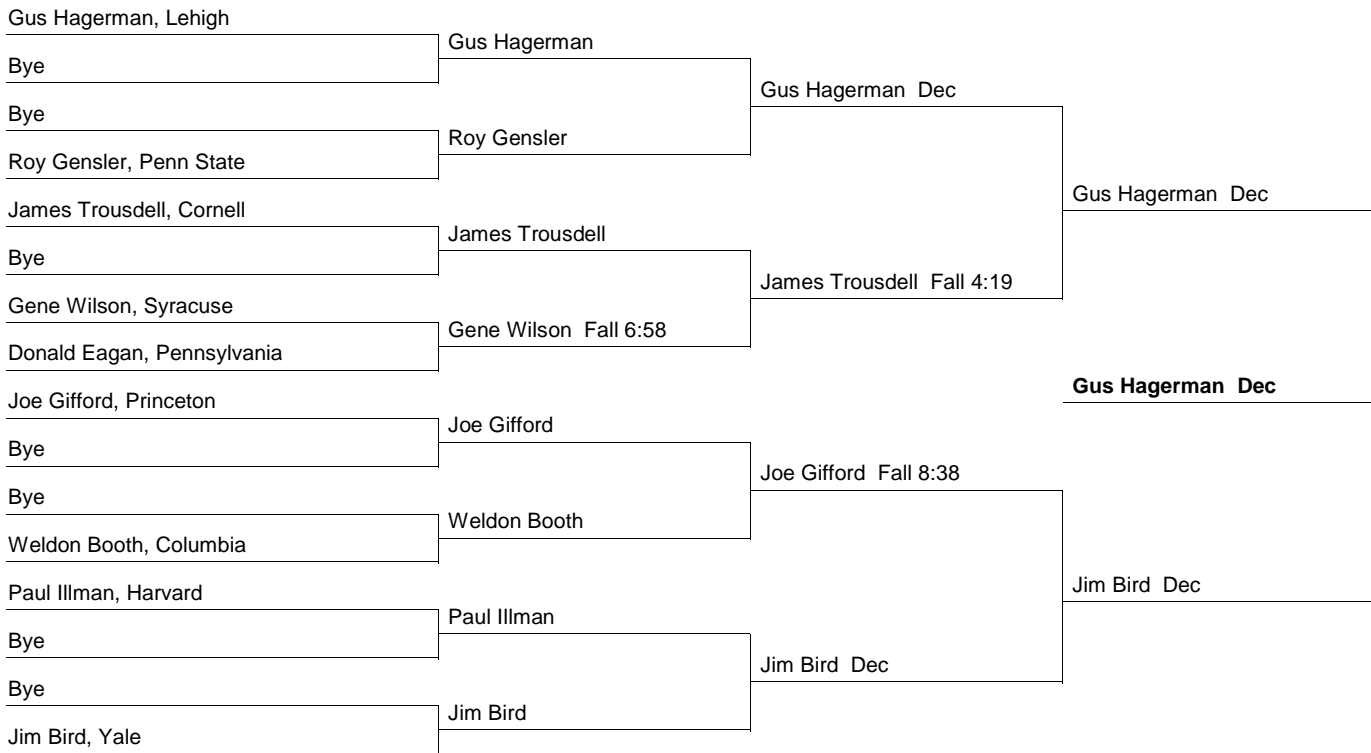 Gus Hagerman, Lehigh
Bye
Bye
Roy Gensler, Penn State
James Trousdell, Cornell
Bye
Gene Wilson, Syracuse
Donald Eagan, Pennsylvania
Joe Gifford, Princeton
Bye
Bye
Weldon Booth, Columbia
Paul Illman, Harvard
Bye
Bye
Jim Bird, Yale
Gus Hagerman
Roy Gensler
James Trousdell
Gene Wilson Fall 6:58
Joe Gifford
Weldon Booth
Paul Illman
Jim Bird
Gus Hagerman Dec
James Trousdell Fall 4:19
Joe Gifford Fall 8:38
Jim Bird Dec
Gus Hagerman Dec
Gus Hagerman Dec
Jim Bird Dec